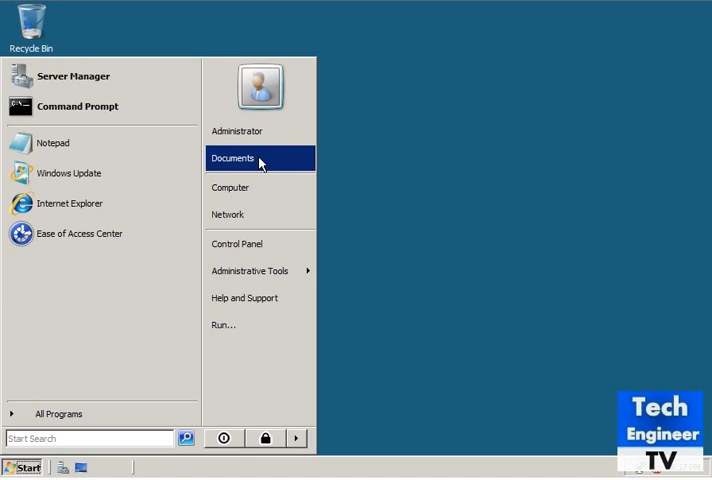 Recycle Bin
Server Manager
Command Prompt
Notepad
Windows Update
Internet Explorer
Ease of Access Center
All Programs
Start Search
Administrator
Documents
Computer
Network
Control Panel
Administrative Tools
Help and Support
Run...
Start
Tech
Engineer
TV